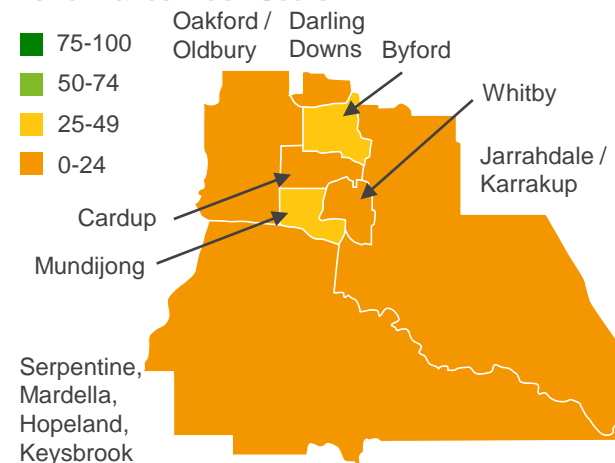 75-100
50-74
25-49
0-24
Oakford /
Oldbury
Darling
Downs
Byford
Whitby
Jarrahdale /
Karrakup
Cardup
Mundijong
Serpentine,
Mardella,
Hopeland,
Keysbrook